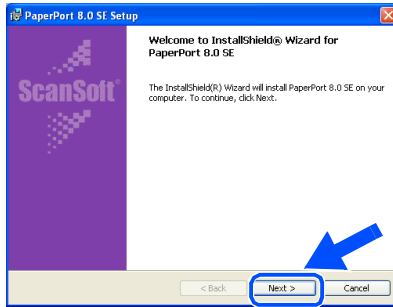 PaperPort 8.0 SE Setup
Welcome to InstallShield® Wizard for
PaperPort 8.0 SE
ScanSoft®
The InstallShield(R) Wizard will install PaperPort 8.0 SE on your
computer. To continue, click Next.
< Back Next > Cancel